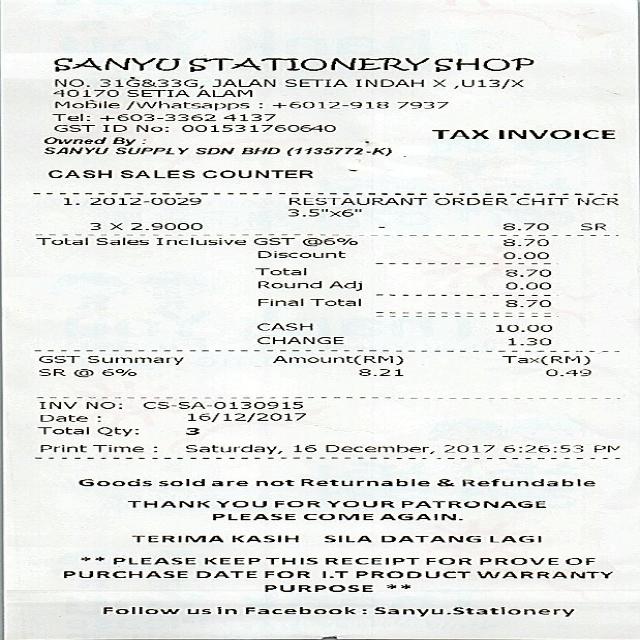 SANYU STATIONERY SHOP
NO. 31G&33G, JALAN SETIA INDAH X ,U13/X
40170 SETIA ALAM
Mobile /Whatsapps : +6012-918 7937
Tel: +603-3362 4137
GST ID No: 001531760640
TAX INVOICE
Owned By :
SANYU SUPPLY SDN BHD (1135772-K)
CASH SALES COUNTER
1. 2012-0029 RESTAURANT ORDER CHIT NCR
3.5"x6"
3 X 2.9000 - 8.70 SR
Total Sales Inclusive GST @6% 8.70
Discount 0.00
Total 8.70
Round Adj 0.00
Final Total 8.70
CASH 10.00
CHANGE 1.30
GST Summary Amount(RM) Tax(RM)
SR @ 6% 8.21 0.49
INV NO: CS-SA-0130915
Date : 16/12/2017
Total Qty: 3
Print Time : Saturday, 16 December, 2017 6:26:53 PM
Goods sold are not Returnable & Refundable
THANK YOU FOR YOUR PATRONAGE
PLEASE COME AGAIN.
TERIMA KASIH SILA DATANG LAGI
** PLEASE KEEP THIS RECEIPT FOR PROVE OF
PURCHASE DATE FOR I.T PRODUCT WARRANTY
PURPOSE **
Follow us in Facebook : Sanyu.Stationery